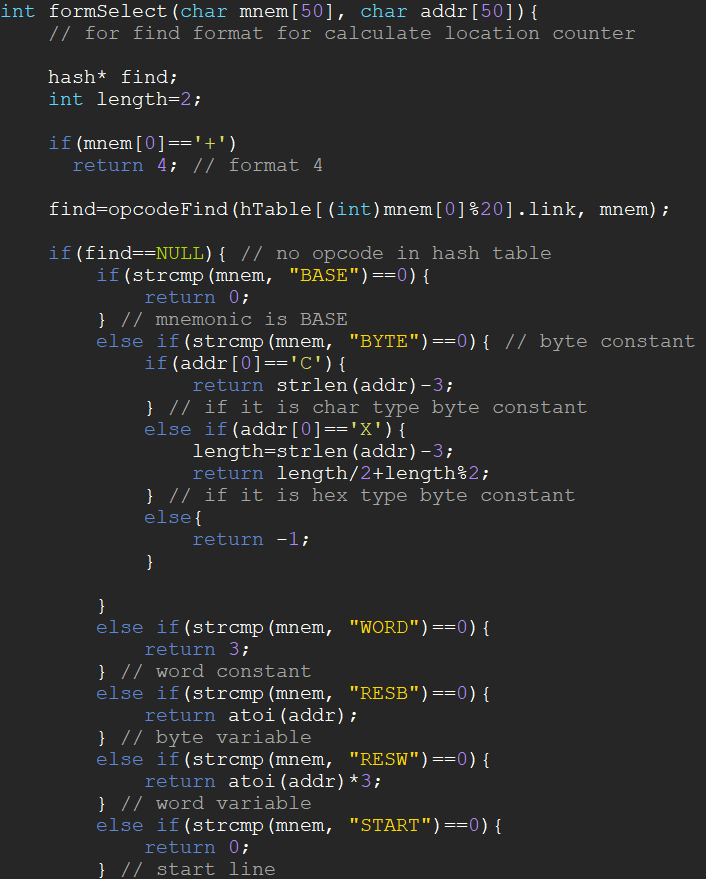 int formSelect(char mnem[50], char addr[50]){
    // for find format for calculate location counter

    hash* find;
    int length=2;

    if(mnem[0]=='+')
      return 4; // format 4

    find=opcodeFind(hTable[(int)mnem[0]%20].link, mnem);

    if(find==NULL){ // no opcode in hash table
        if(strcmp(mnem, "BASE")==0){
            return 0;
        } // mnemonic is BASE
        else if(strcmp(mnem, "BYTE")==0){ // byte constant
            if(addr[0]=='C'){
                return strlen(addr)-3;
            } // if it is char type byte constant
            else if(addr[0]=='X'){
                length=strlen(addr)-3;
                return length/2+length%2;
            } // if it is hex type byte constant
            else{
                return -1;
            }

        }
        else if(strcmp(mnem, "WORD")==0){
            return 3;
        } // word constant
        else if(strcmp(mnem, "RESB")==0){
            return atoi(addr);
        } // byte variable
        else if(strcmp(mnem, "RESW")==0){
            return atoi(addr)*3;
        } // word variable
        else if(strcmp(mnem, "START")==0){
            return 0;
        } // start line